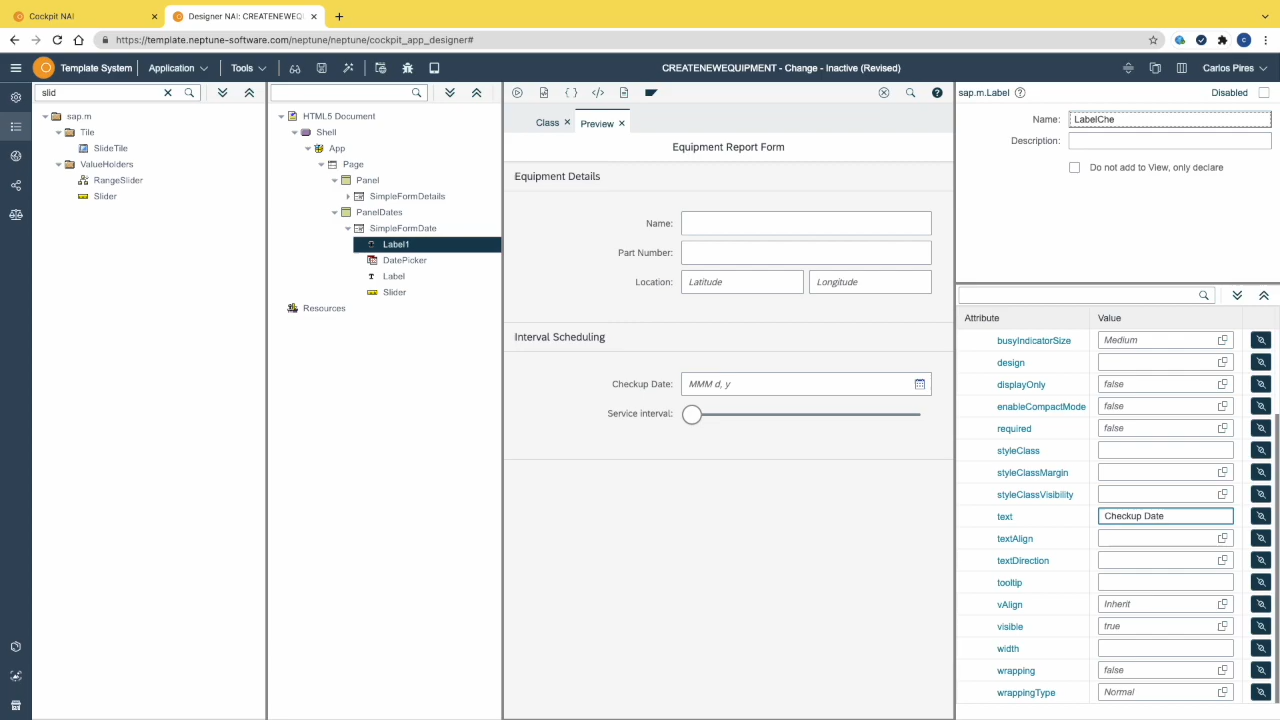 Cockpit NAI
Designer NAI: CREATENEWEQ
https://template.neptune-software.com/neptune/neptune/cockpit_app_designer#
C
Template System
Application
Tools
CREATENEWEQUIPMENT - Change - Inactive (Revised)
Carlos Pires
slid
sap.m
Tile
SlideTile
ValueHolders
RangeSlider
Slider
HTML5 Document
Shell
App
Page
Panel
SimpleFormDetails
PanelDates
SimpleFormDate
Label1
DatePicker
Label
Slider
Resources
Class
Preview
Equipment Report Form
Equipment Details
Name:
Part Number:
Location: Latitude Longitude
Interval Scheduling
Checkup Date: MMM d, y
Service interval:
sap.m.Label
Disabled
Name: LabelChe
Description:
Do not add to View, only declare
Attribute Value
busyIndicatorSize Medium
design
displayOnly false
enableCompactMode false
required false
styleClass
styleClassMargin
styleClassVisibility
text Checkup Date
textAlign
textDirection
tooltip
vAlign Inherit
visible true
width
wrapping false
wrappingType Normal